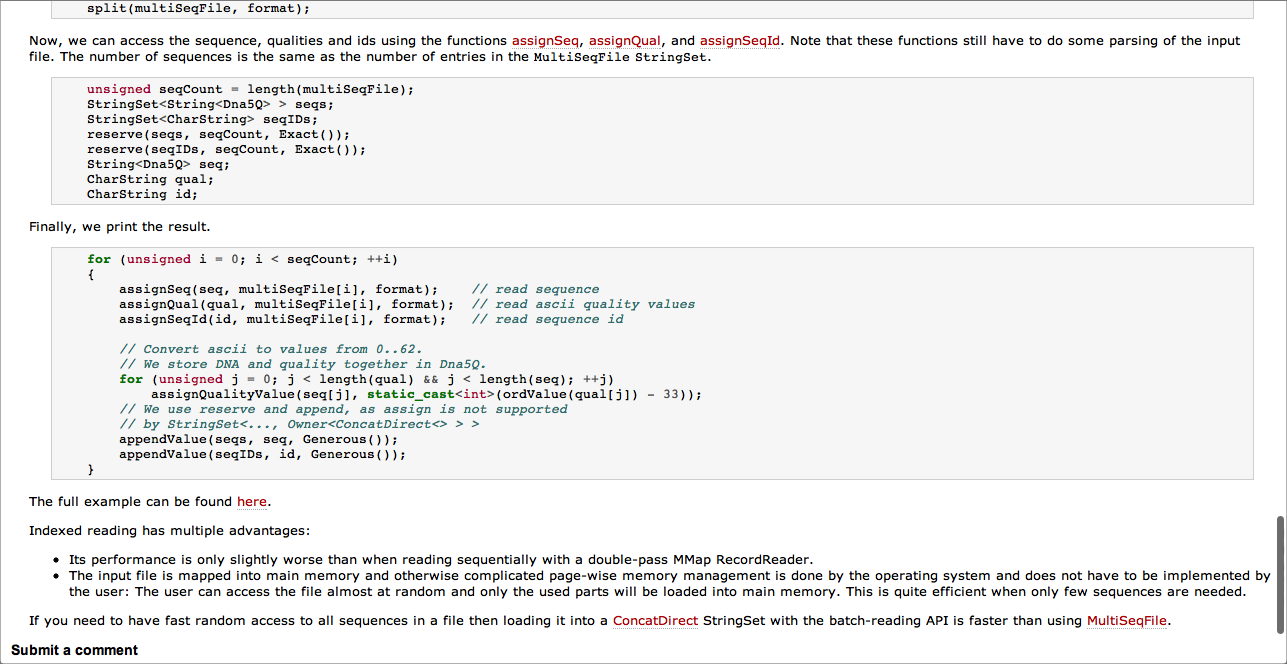 split(multiSeqFile, format);
Now, we can access the sequence, qualities and ids using the functions assignSeq, assignQual, and assignSeqId. Note that these functions still have to do some parsing of the input
file. The number of sequences is the same as the number of entries in the MultiSeqFile StringSet.
unsigned seqCount = length(multiSeqFile);
StringSet<String<Dna5Q> > seqs;
StringSet<CharString> seqIDs;
reserve(seqs, seqCount, Exact());
reserve(seqIDs, seqCount, Exact());
String<Dna5Q> seq;
CharString qual;
CharString id;
Finally, we print the result.
for (unsigned i = 0; i < seqCount; ++i)
{
    assignSeq(seq, multiSeqFile[i], format);    // read sequence
    assignQual(qual, multiSeqFile[i], format);  // read ascii quality values
    assignSeqId(id, multiSeqFile[i], format);   // read sequence id
    // Convert ascii to values from 0..62.
    // We store DNA and quality together in Dna5Q.
    for (unsigned j = 0; j < length(qual) && j < length(seq); ++j)
        assignQualityValue(seq[j], static_cast<int>(ordValue(qual[j]) - 33));
    // We use reserve and append, as assign is not supported
    // by StringSet<..., Owner<ConcatDirect<> > >
    appendValue(seqs, seq, Generous());
    appendValue(seqIDs, id, Generous());
}
The full example can be found here.
Indexed reading has multiple advantages:
• Its performance is only slightly worse than when reading sequentially with a double-pass MMap RecordReader.
• The input file is mapped into main memory and otherwise complicated page-wise memory management is done by the operating system and does not have to be implemented by
the user: The user can access the file almost at random and only the used parts will be loaded into main memory. This is quite efficient when only few sequences are needed.
If you need to have fast random access to all sequences in a file then loading it into a ConcatDirect StringSet with the batch-reading API is faster than using MultiSeqFile.
Submit a comment